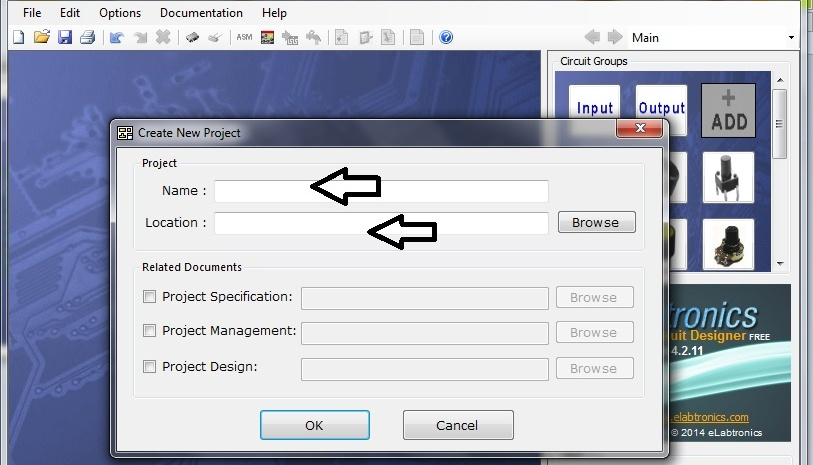 File Edit Options Documentation Help
ASM
Main
Circuit Groups
Input Output + ADD
Create New Project
Project
Name :
Location :
Browse
Related Documents
Project Specification:
Browse
Project Management:
Browse
Project Design:
Browse
OK
Cancel
tronics
uit Designer FREE
4.2.11
elabtronics.com
© 2014 eLabtronics